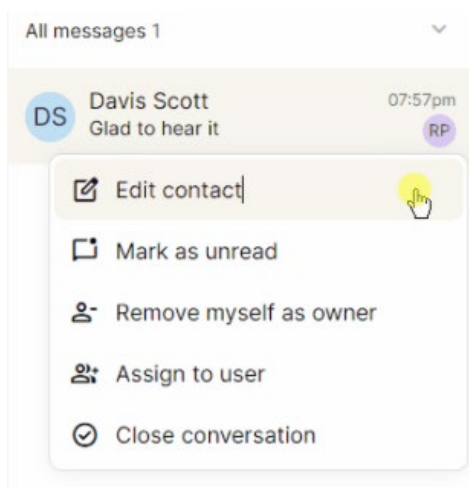 All messages 1
DS
Davis Scott
07:57pm
Glad to hear it
RP
Edit contact
Mark as unread
Remove myself as owner
Assign to user
Close conversation